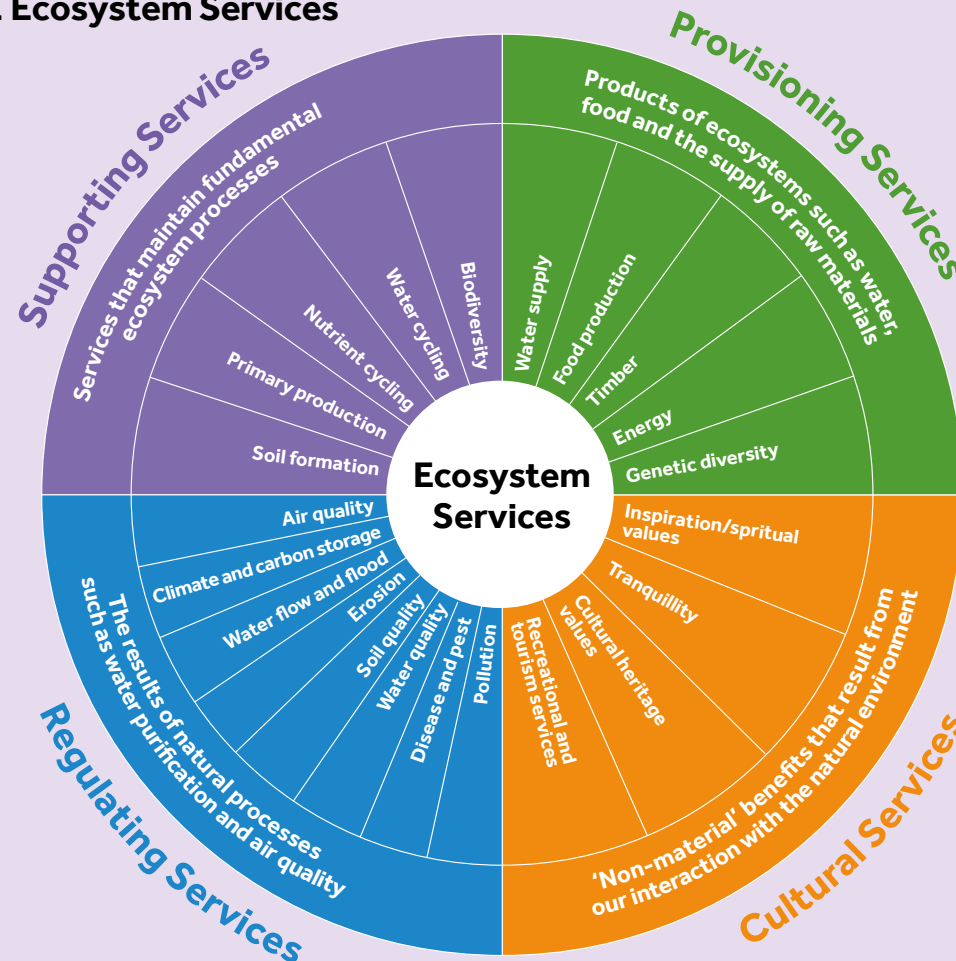 Ecosystem Services
Supporting Services
Services that maintain fundamental
ecosystem processes
Soil formation
Primary production
Nutrient cycling
Water cycling
Biodiversity
Provisioning Services
Products of ecosystems such as water,
food and the supply of raw materials
Water supply
Food production
Timber
Energy
Genetic diversity
Ecosystem
Services
Cultural Services
'Non-material' benefits that result from
our interaction with the natural environment
Inspiration/spritual
values
Tranquillity
Cultural heritage
values
Recreational and
tourism services
Regulating Services
The results of natural processes
such as water purification and air quality
Air quality
Climate and carbon storage
Water flow and flood
Erosion
Soil quality
Water quality
Disease and pest
Pollution